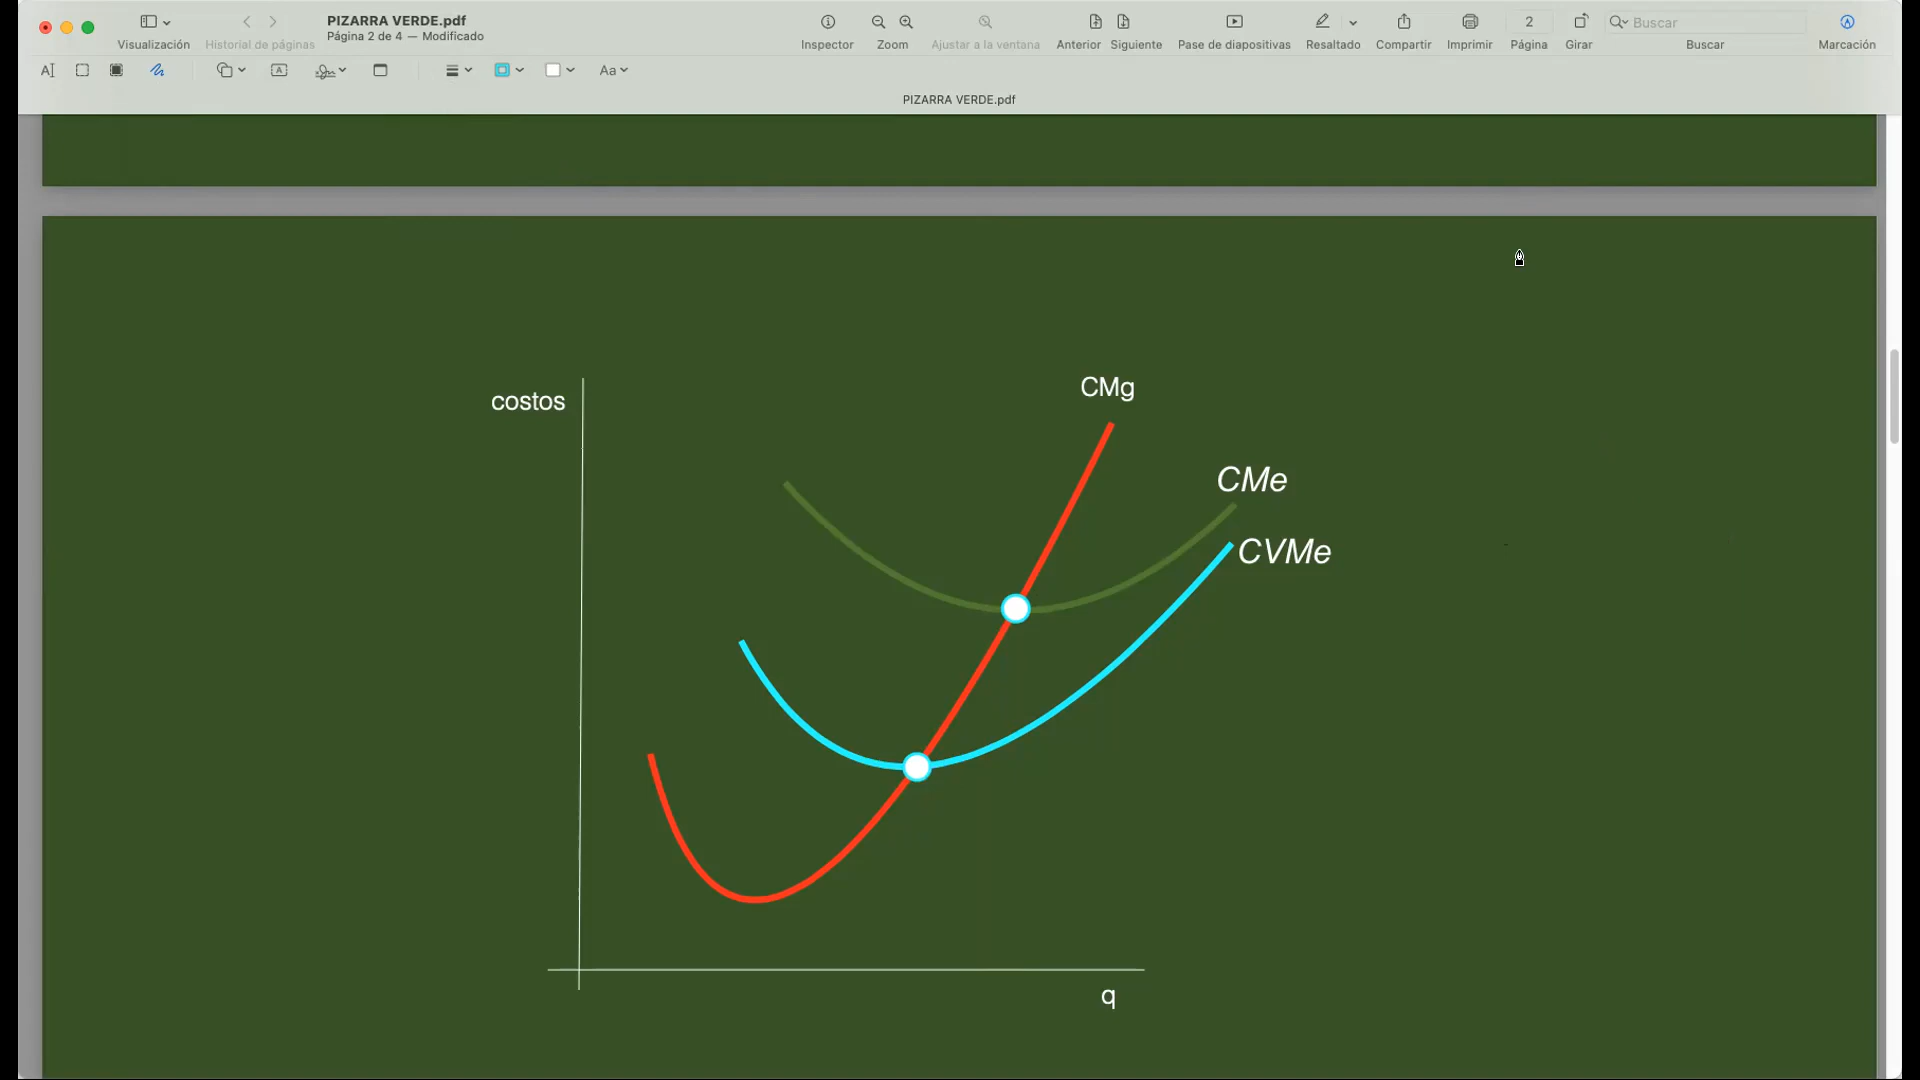 PIZARRA VERDE.pdf
Página 2 de 4 — Modificado
Visualización
Historial de páginas
Inspector
Zoom
Ajustar a la ventana
Anterior
Siguiente
Pase de diapositivas
Resaltado
Compartir
Imprimir
2
Página
Girar
Buscar
Buscar
Marcación
Aa
PIZARRA VERDE.pdf
costos
CMg
CMe
CVMe
q